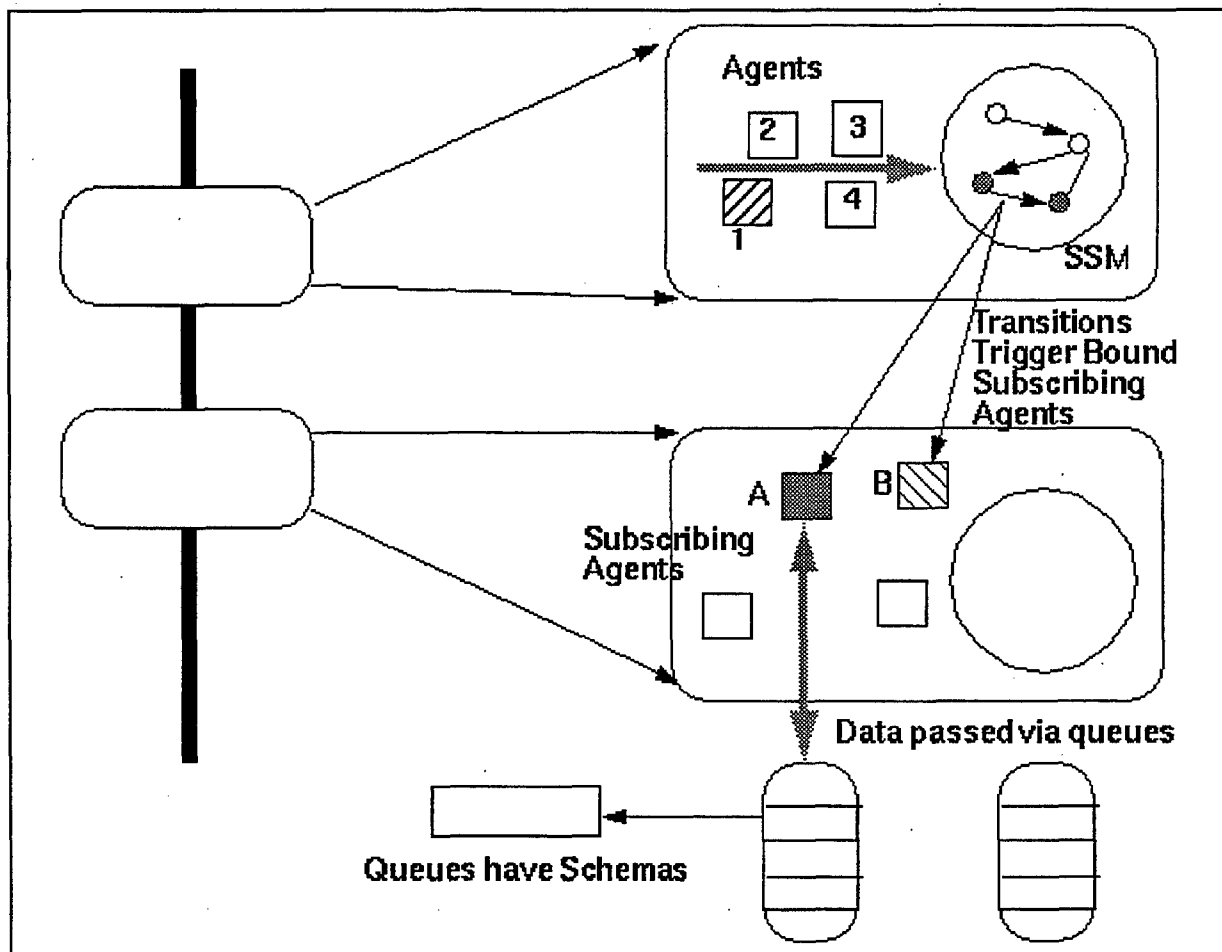 Agents
2
3
1
4
SSM
Transitions
Trigger Bound
Subscribing
Agents
A
B
Subscribing
Agents
Data passed via queues
Queues have Schemas